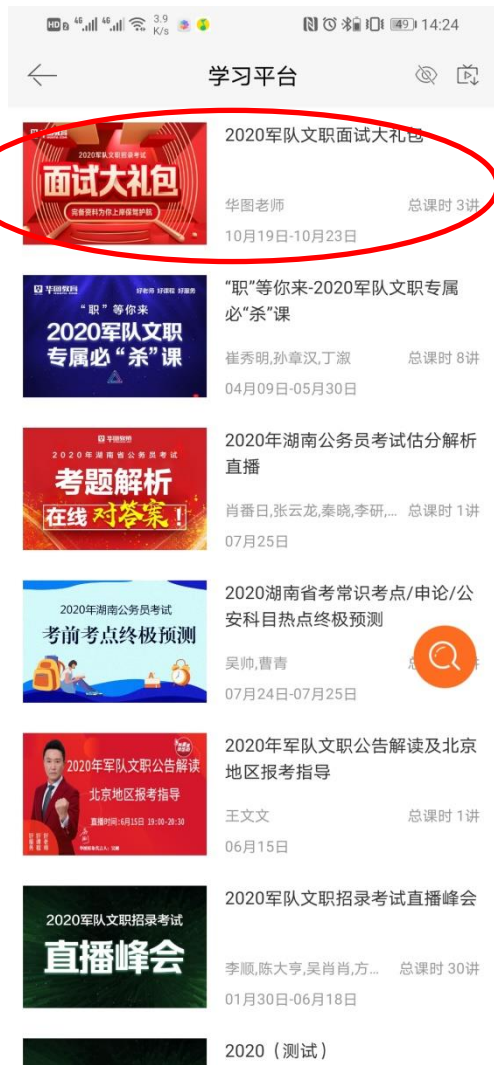 HD 46 46 3.9 K/s 49 14:24
学习平台
华图教育
2020军队文职招录考试
面试大礼包
完备资料为你上岸保驾护航
2020军队文职面试大礼包
华图老师 总课时 3讲
10月19日-10月23日
华图教育 好老师 好课程 好服务
“职”等你来
2020军队文职
专属必“杀”课
“职”等你来-2020军队文职专属
必“杀”课
崔秀明,孙章汉,丁溆 总课时 8讲
04月09日-05月30日
华图教育
2020年湖南省公务员考试
考题解析
在线 对答案!
2020年湖南公务员考试估分解析
直播
肖番日,张云龙,秦晓,李研,... 总课时 1讲
07月25日
2020年湖南公务员考试
考前考点终极预测
2020湖南省考常识考点/申论/公
安科目热点终极预测
吴帅,曹青
07月24日-07月25日
2020年军队文职公告解读
北京地区报考指导
直播时间:6月15日 19:00-20:30
2020年军队文职公告解读及北京
地区报考指导
王文文 总课时 1讲
06月15日
2020军队文职招录考试
直播峰会
2020军队文职招录考试直播峰会
李顺,陈大亨,吴肖肖,方... 总课时 30讲
01月30日-06月18日
2020（测试）